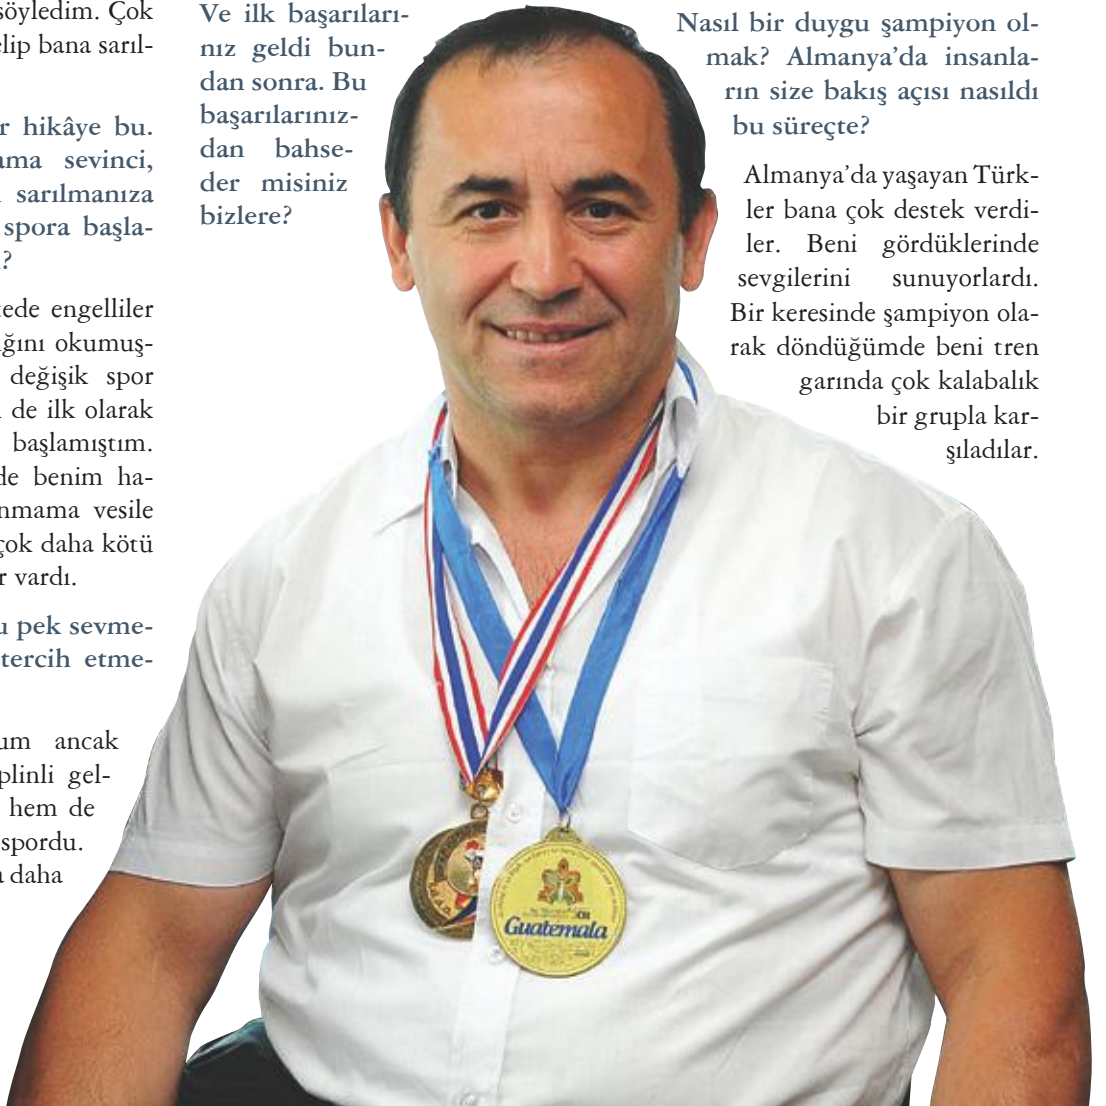 söyledim. Çok
elip bana sarıl-
r hikâye bu.
ama sevinci,
sarılmanıza
spora başla-
?
ede engelliler
ığını okumuş-
değişik spor
de ilk olarak
başlamıştım.
de benim ha-
nmama vesile
çok daha kötü
r vardı.
u pek sevme-
tercih etme-
um ancak
plinli gel-
hem de
spordu.
a daha
Ve ilk başarıları-
nız geldi bun-
dan sonra. Bu
başarılarınız-
dan bahse-
der misiniz
bizlere?
Nasıl bir duygu şampiyon ol-
mak? Almanya’da insanla-
rın size bakış açısı nasıldı
bu süreçte?
Almanya’da yaşayan Türk-
ler bana çok destek verdi-
ler. Beni gördüklerinde
sevgilerini sunuyorlardı.
Bir keresinde şampiyon ola-
rak döndüğümde beni tren
garında çok kalabalık
bir grupla kar-
şıladılar.
Guatemala